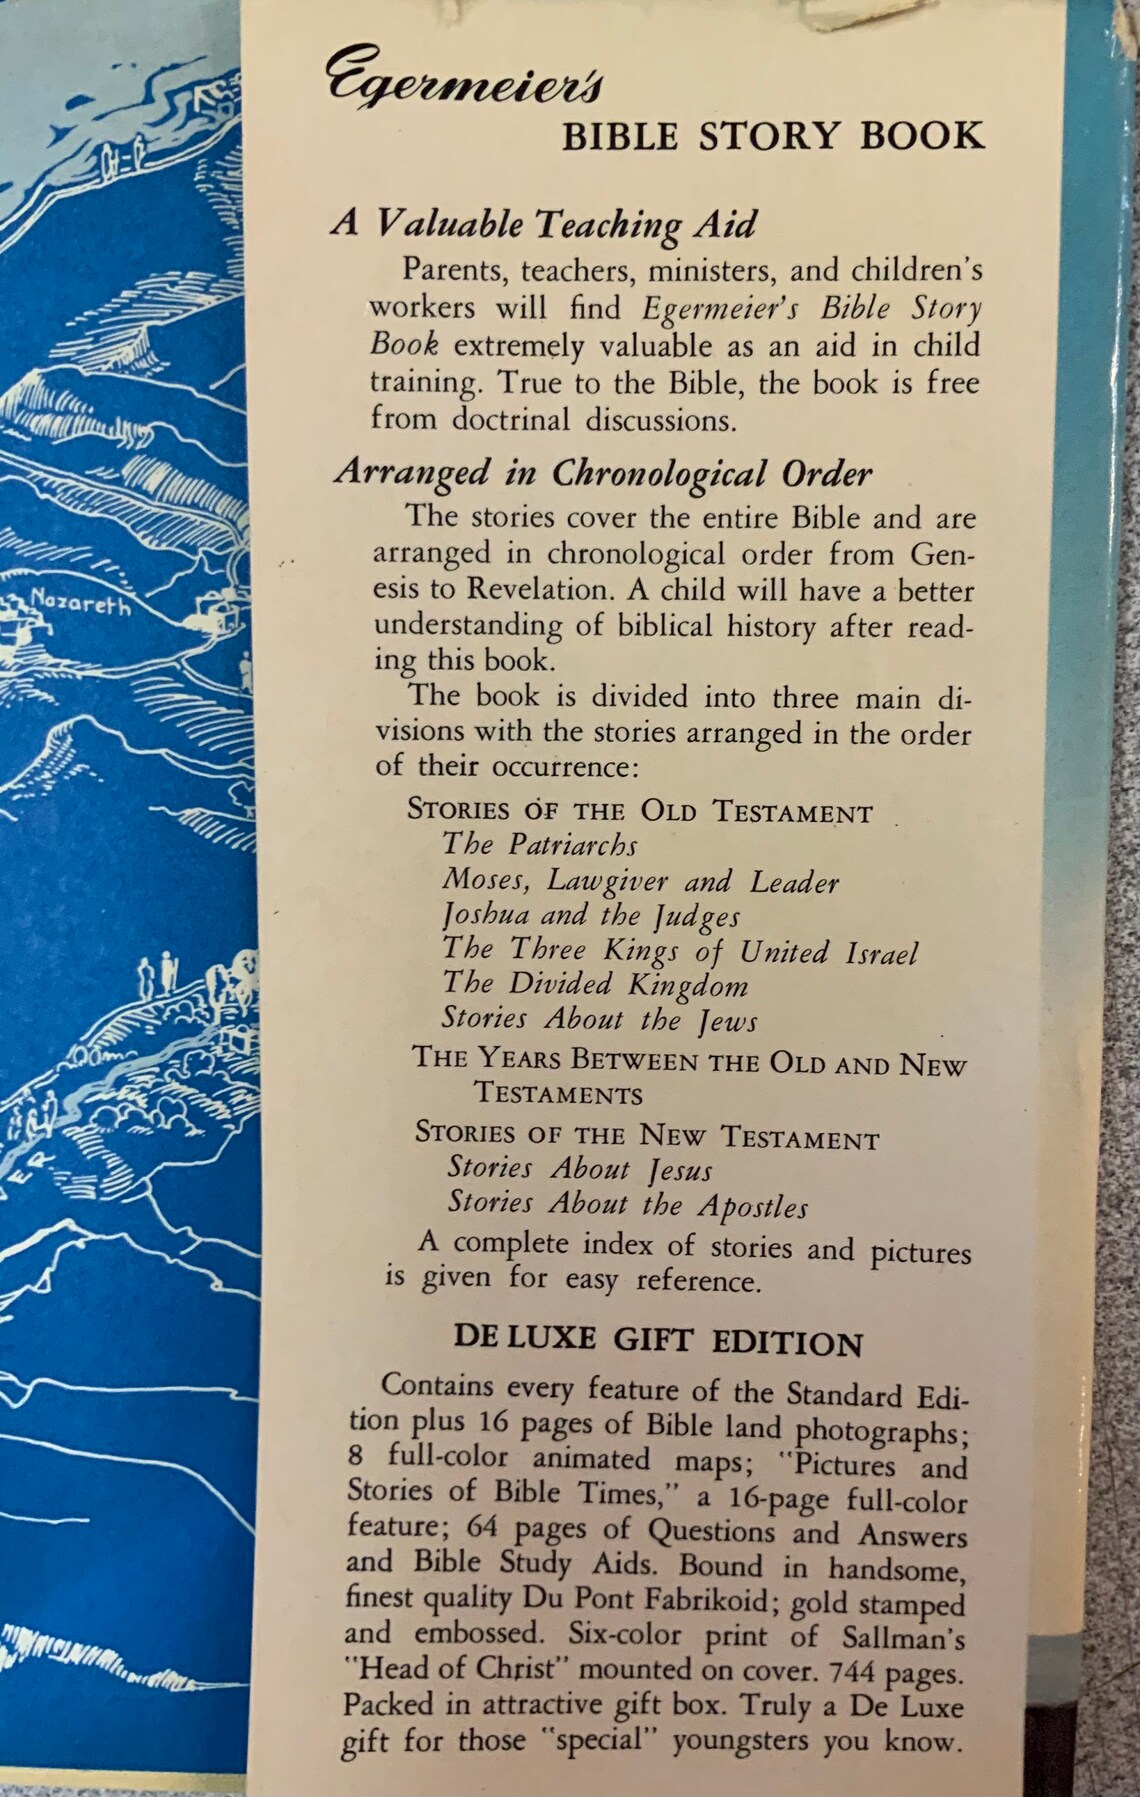 Egermeier's
BIBLE STORY BOOK
A Valuable Teaching Aid
Parents, teachers, ministers, and children's
workers will find Egermeier's Bible Story
Book extremely valuable as an aid in child
training. True to the Bible, the book is free
from doctrinal discussions.
Arranged in Chronological Order
The stories cover the entire Bible and are
arranged in chronological order from Gen-
esis to Revelation. A child will have a better
understanding of biblical history after read-
ing this book.
The book is divided into three main di-
visions with the stories arranged in the order
of their occurrence:
STORIES OF THE OLD TESTAMENT
The Patriarchs
Moses, Lawgiver and Leader
Joshua and the Judges
The Three Kings of United Israel
The Divided Kingdom
Stories About the Jews
THE YEARS BETWEEN THE OLD AND NEW
TESTAMENTS
STORIES OF THE NEW TESTAMENT
Stories About Jesus
Stories About the Apostles
A complete index of stories and pictures
is given for easy reference.
DE LUXE GIFT EDITION
Contains every feature of the Standard Edi-
tion plus 16 pages of Bible land photographs;
8 full-color animated maps; "Pictures and
Stories of Bible Times," a 16-page full-color
feature; 64 pages of Questions and Answers
and Bible Study Aids. Bound in handsome,
finest quality Du Pont Fabrikoid; gold stamped
and embossed. Six-color print of Sallman's
"Head of Christ" mounted on cover. 744 pages.
Packed in attractive gift box. Truly a De Luxe
gift for those "special" youngsters you know.
Nazareth
ER